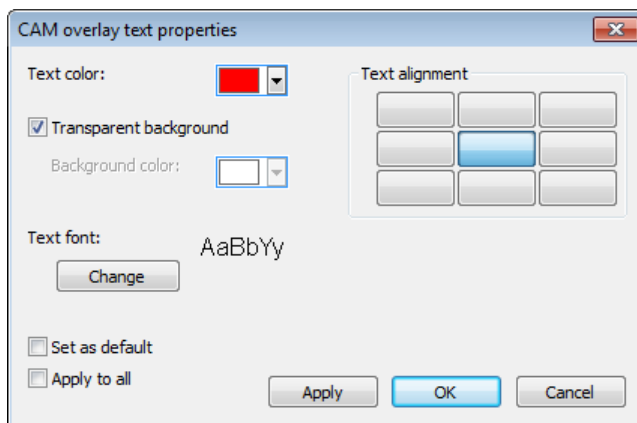 CAM overlay text properties
Text color:
Text alignment
Transparent background
Background color:
Text font:
AaBbYy
Change
Set as default
Apply to all
Apply
OK
Cancel